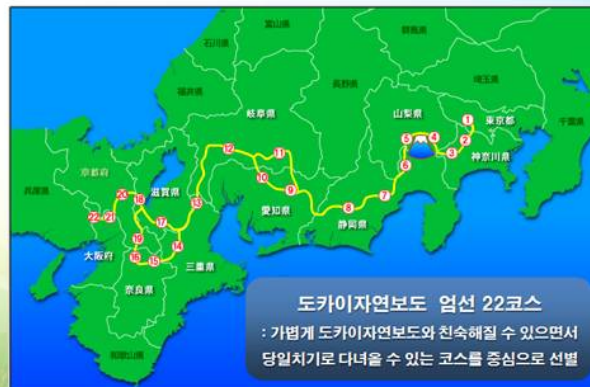 富山県
群馬県
石川県
栃木県
長野県
埼玉県
福井県
岐阜県
山梨県
東京都
千葉県
1
2
3
4
5
6
7
8
9
10
11
12
13
14
15
16
17
18
19
20
21
22
神奈川県
京都府
滋賀県
兵庫県
愛知県
静岡県
大阪府
三重県
奈良県
和歌山県
도카이자연보도 엄선 22코스
: 가볍게 도카이자연보도와 친숙해질 수 있으면서
당일치기로 다녀올 수 있는 코스를 중심으로 선별